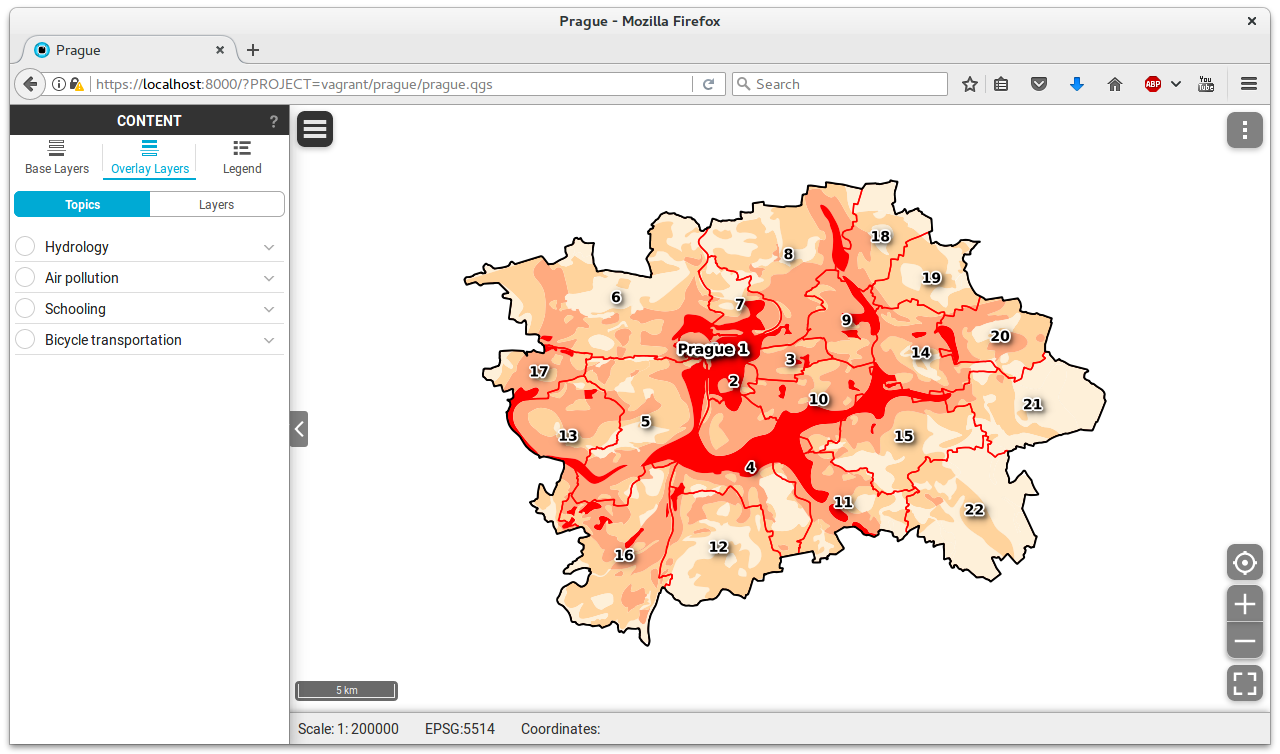 Prague - Mozilla Firefox
Prague
https://localhost:8000/?PROJECT=vagrant/prague/prague.qgs
Search
ABP
You Tube
CONTENT ?
Base Layers Overlay Layers Legend
Topics Layers
Hydrology
Air pollution
Schooling
Bicycle transportation
18
8
19
6
7
9
20
Prague 1
14
3
17
2
10
21
5
13
15
4
11
22
12
16
5 km
Scale: 1: 200000 EPSG:5514 Coordinates: